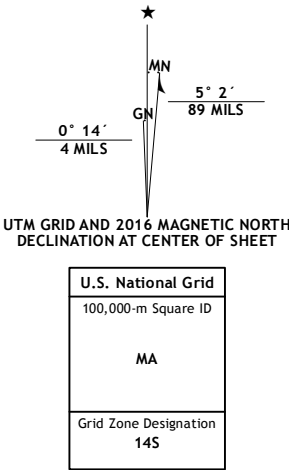 ★
MN
5° 2´
89 MILS
GN
0° 14´
4 MILS
UTM GRID AND 2016 MAGNETIC NORTH
DECLINATION AT CENTER OF SHEET
U.S. National Grid
100,000-m Square ID
MA
Grid Zone Designation
14S